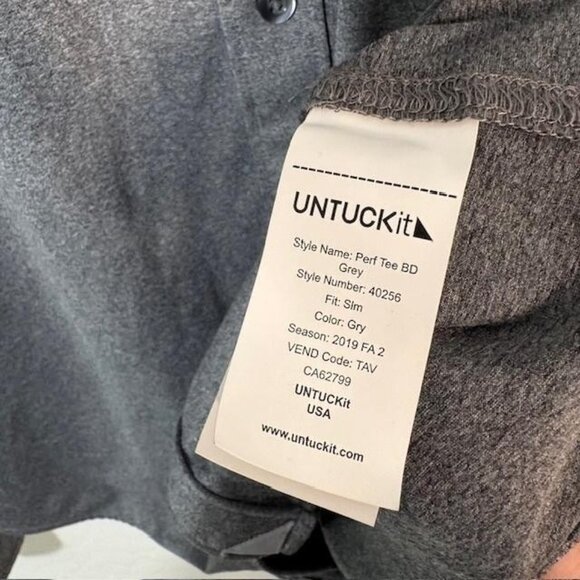 UNTUCKit
Style Name: Perf Tee BD
Grey
Style Number: 40256
Fit: Slm
Color: Gry
Season: 2019 FA 2
VEND Code: TAV
CA62799
UNTUCKit
USA
www.untuckit.com